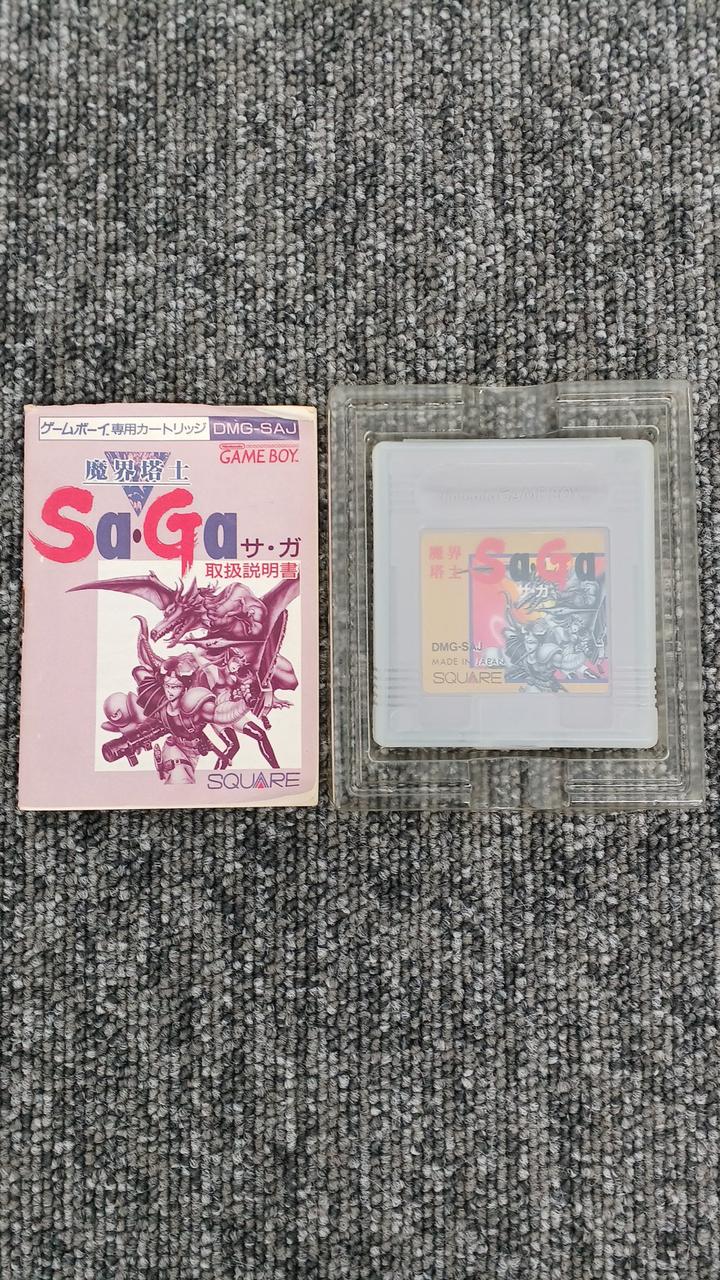 ゲームボーイ専用カートリッジ DMG-SAJ
Nintendo
GAME BOY™
魔界塔士
Sa・Ga サ・ガ
取扱説明書
SQUARE
Nintendo GAME BOY
魔界
塔士
Sa・Ga
サ・ガ
DMG-SAJ
MADE IN JAPAN
SQUARE